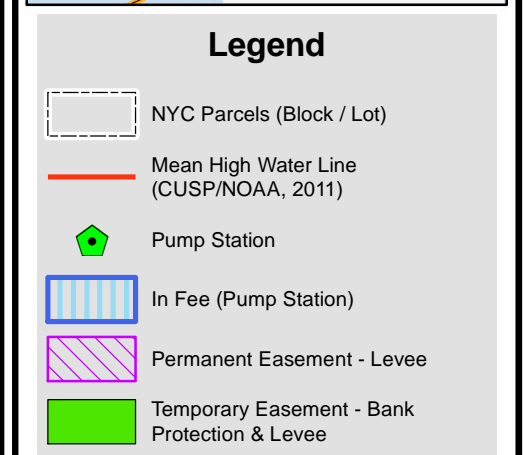 Legend
NYC Parcels (Block / Lot)
Mean High Water Line
(CUSP/NOAA, 2011)
Pump Station
In Fee (Pump Station)
Permanent Easement - Levee
Temporary Easement - Bank
Protection & Levee